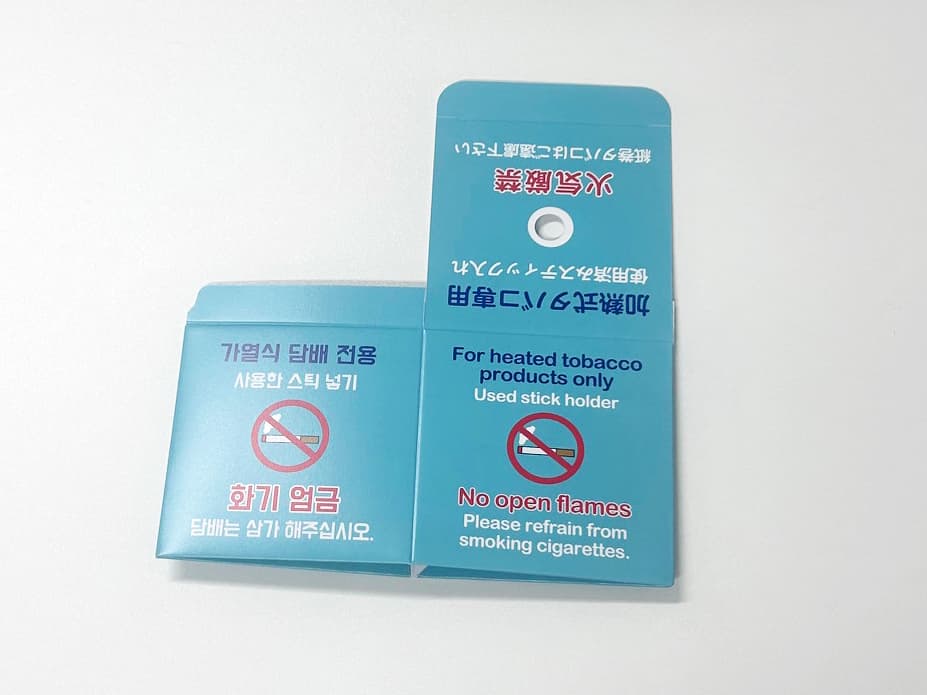 加熱式タバコ専用
使用済みスティック入れ
火気厳禁
紙巻タバコはご遠慮下さい
가열식 담배 전용
사용한 스틱 넣기
화기 엄금
담배는 삼가 해주십시오.
For heated tobacco
products only
Used stick holder
No open flames
Please refrain from
smoking cigarettes.